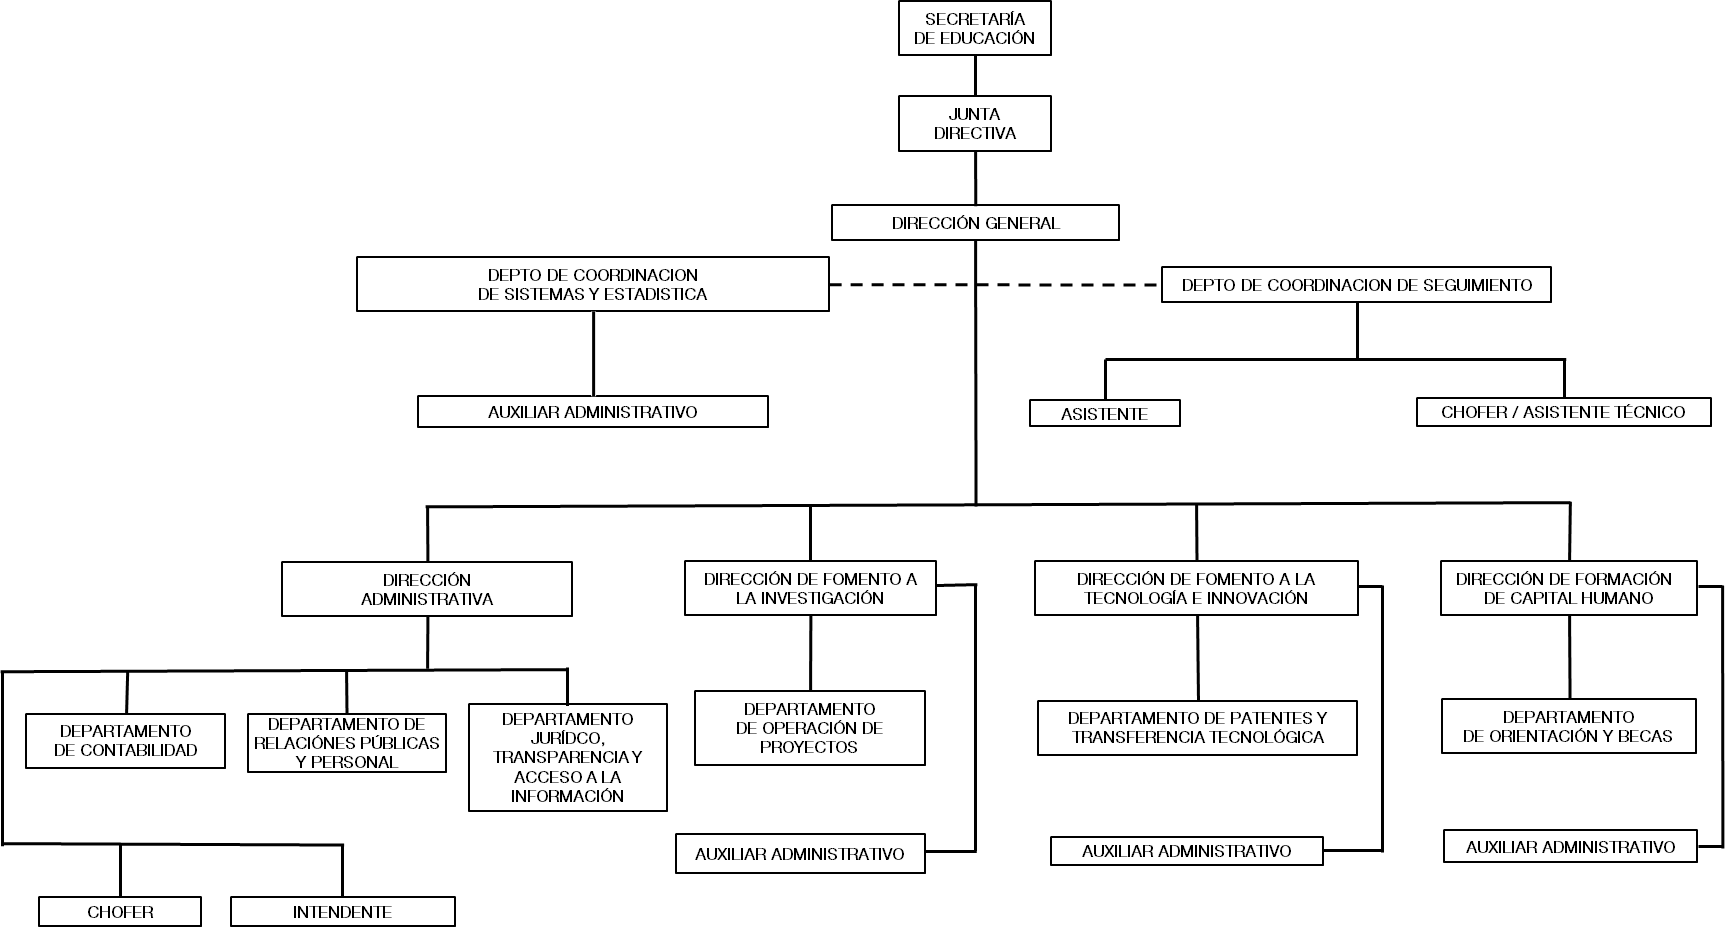 SECRETARÍA
DE EDUCACIÓN
JUNTA
DIRECTIVA
DIRECCIÓN GENERAL
DEPTO DE COORDINACION
DE SISTEMAS Y ESTADISTICA
DEPTO DE COORDINACION DE SEGUIMIENTO
AUXILIAR ADMINISTRATIVO
ASISTENTE
CHOFER / ASISTENTE TÉCNICO
DIRECCIÓN
ADMINISTRATIVA
DIRECCIÓN DE FOMENTO A
LA INVESTIGACIÓN
DIRECCIÓN DE FOMENTO A LA
TECNOLOGÍA E INNOVACIÓN
DIRECCIÓN DE FORMACIÓN
DE CAPITAL HUMANO
DEPARTAMENTO
DE CONTABILIDAD
DEPARTAMENTO DE
RELACIÓNES PÚBLICAS
Y PERSONAL
DEPARTAMENTO
JURÍDCO,
TRANSPARENCIA Y
ACCESO A LA
INFORMACIÓN
DEPARTAMENTO
DE OPERACIÓN DE
PROYECTOS
DEPARTAMENTO DE PATENTES Y
TRANSFERENCIA TECNOLÓGICA
DEPARTAMENTO
DE ORIENTACIÓN Y BECAS
AUXILIAR ADMINISTRATIVO
AUXILIAR ADMINISTRATIVO
AUXILIAR ADMINISTRATIVO
CHOFER
INTENDENTE